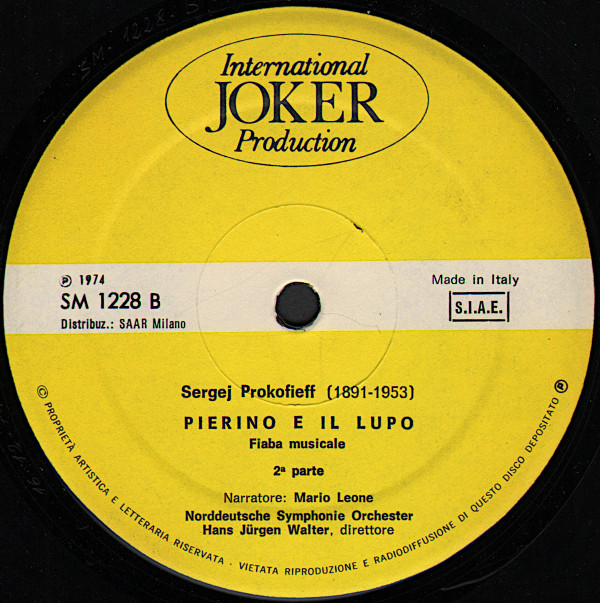 International
JOKER
Production
℗ 1974
SM 1228 B
Distribuz.: SAAR Milano
Made in Italy
S.I.A.E.
Sergej Prokofieff (1891-1953)
PIERINO E IL LUPO
Fiaba musicale
2ª parte
Narratore: Mario Leone
Norddeutsche Symphonie Orchester
Hans Jürgen Walter, direttore
© PROPRIETÀ ARTISTICA E LETTERARIA RISERVATA · VIETATA RIPRODUZIONE E RADIODIFFUSIONE DI QUESTO DISCO DEPOSITATO ℗